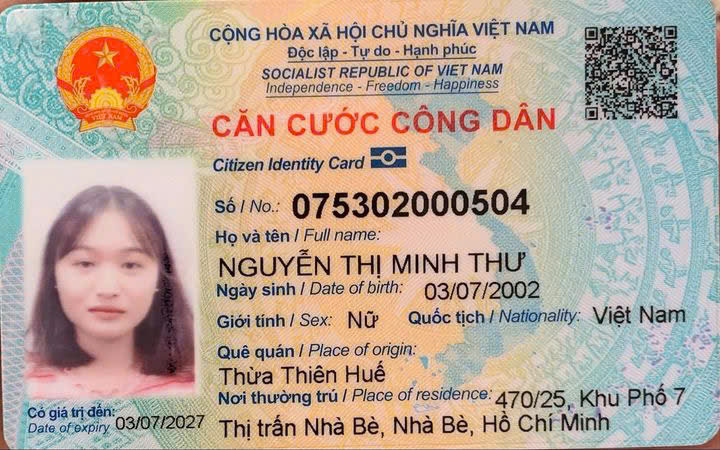 CỘNG HÒA XÃ HỘI CHỦ NGHĨA VIỆT NAM
Độc lập - Tự do - Hạnh phúc
SOCIALIST REPUBLIC OF VIET NAM
Independence - Freedom - Happiness
CĂN CƯỚC CÔNG DÂN
Citizen Identity Card
Số / No.: 075302000504
Họ và tên / Full name:
NGUYỄN THỊ MINH THƯ
Ngày sinh / Date of birth: 03/07/2002
Giới tính / Sex: Nữ Quốc tịch / Nationality: Việt Nam
Quê quán / Place of origin:
Thừa Thiên Huế
Nơi thường trú / Place of residence: 470/25, Khu Phố 7
Thị trấn Nhà Bè, Nhà Bè, Hồ Chí Minh
Có giá trị đến: 03/07/2027
Date of expiry
VIỆT NAM